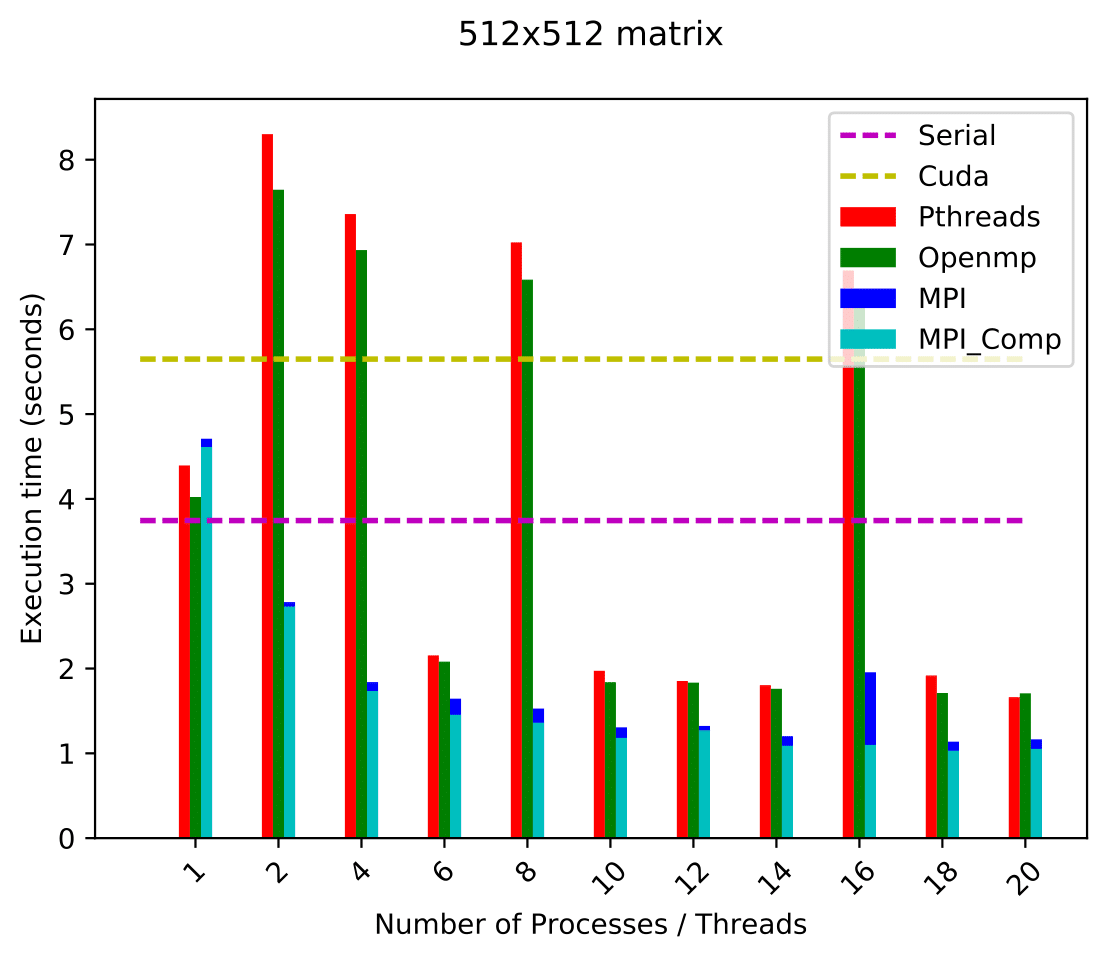 512x512 matrix
Serial
Cuda
Pthreads
Openmp
MPI
MPI_Comp
Execution time (seconds)
8
7
6
5
4
3
2
1
0
1 2 4 6 8 10 12 14 16 18 20
Number of Processes / Threads